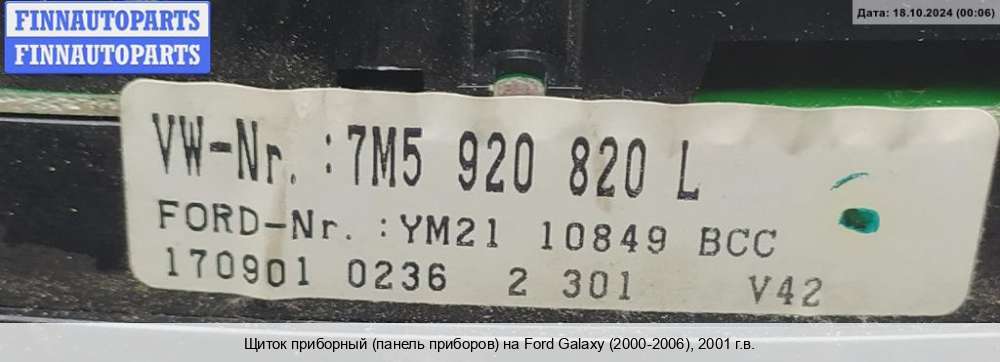 FINNAUTOPARTS
FINNAUTOPARTS
Дата: 18.10.2024 (00:06)
VW-Nr. : 7M5 920 820 L
FORD-Nr. : YM21 10849 BCC
170901 0236 2 301 V42
Щиток приборный (панель приборов) на Ford Galaxy (2000-2006), 2001 г.в.